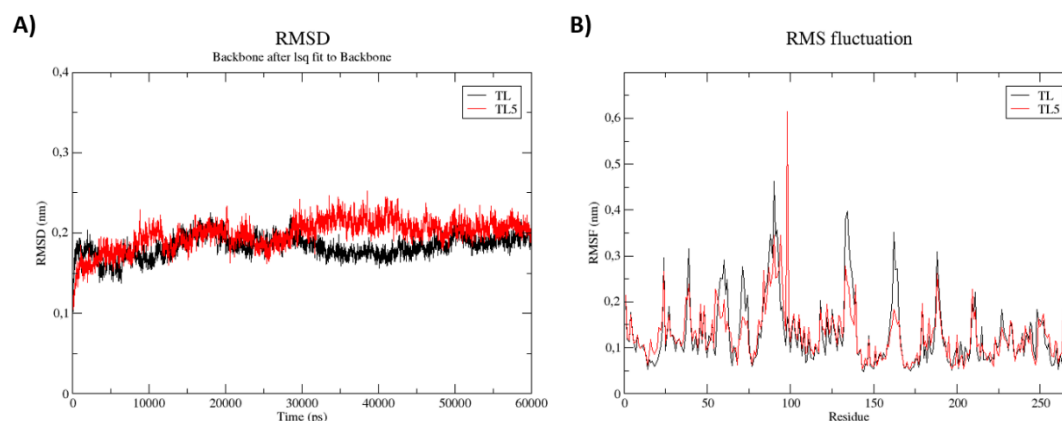 A)
RMSD
Backbone after lsq fit to Backbone
0,4
0,3
0,2
0,1
0
RMSD (nm)
TL
TL5
0
10000
20000
30000
40000
50000
60000
Time (ps)
B)
RMS fluctuation
0,6
0,5
0,4
0,3
0,2
0,1
0
RMSF (nm)
TL
TL5
0
50
100
150
200
250
Residue